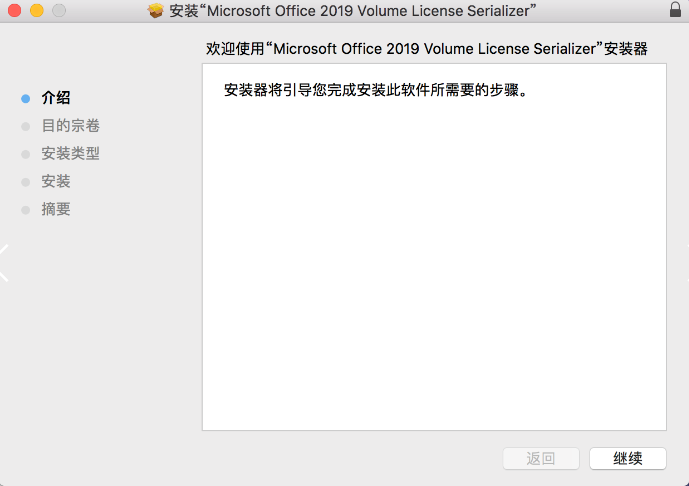 安装“Microsoft Office 2019 Volume License Serializer”
欢迎使用“Microsoft Office 2019 Volume License Serializer”安装器
介绍
目的宗卷
安装类型
安装
摘要
安装器将引导您完成安装此软件所需要的步骤。
返回
继续